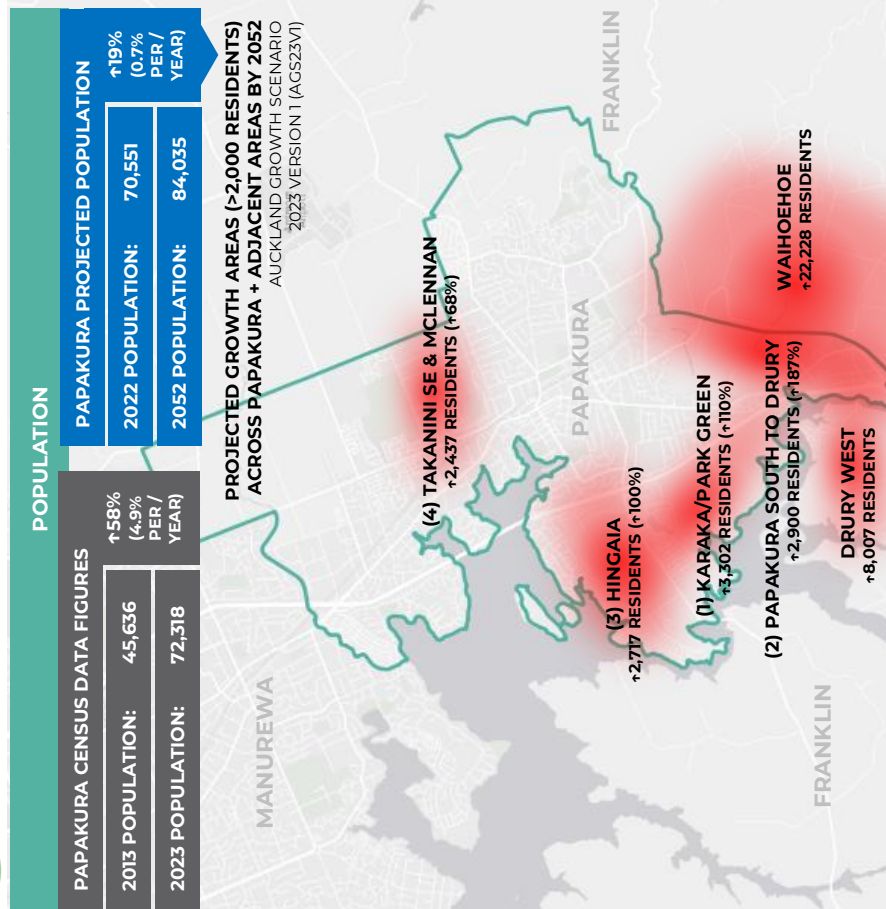 POPULATION
PAPAKURA CENSUS DATA FIGURES
2013 POPULATION: 45,636
2023 POPULATION: 72,318
↑58%
(4.9%
PER /
YEAR)
PAPAKURA PROJECTED POPULATION
2022 POPULATION: 70,551
2052 POPULATION: 84,035
↑19%
(0.7%
PER /
YEAR)
PROJECTED GROWTH AREAS (>2,000 RESIDENTS)
ACROSS PAPAKURA + ADJACENT AREAS BY 2052
AUCKLAND GROWTH SCENARIO
2023 VERSION 1 (AGS23V1)
MANUREWA
(4) TAKANINI SE & MCLENNAN
↑2,437 RESIDENTS (↑68%)
PAPAKURA
FRANKLIN
(3) HINGAIA
↑2,717 RESIDENTS (↑100%)
(1) KARAKA/PARK GREEN
↑3,302 RESIDENTS (↑110%)
(2) PAPAKURA SOUTH TO DRURY
↑2,900 RESIDENTS (↑187%)
WAIHOEHOE
↑22,228 RESIDENTS
FRANKLIN
DRURY WEST
↑8,007 RESIDENTS